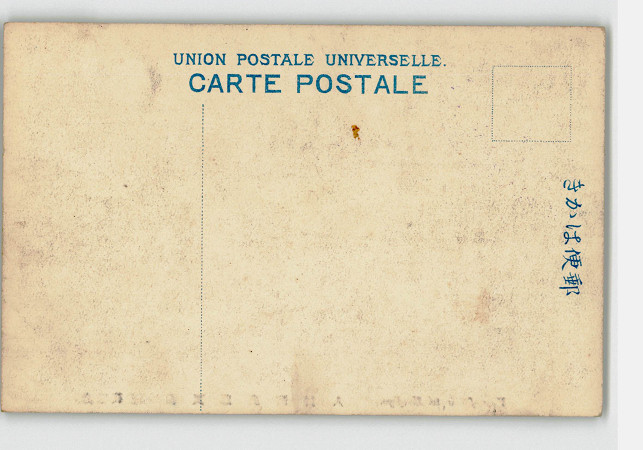 UNION POSTALE UNIVERSELLE.
CARTE POSTALE
きかは便郵